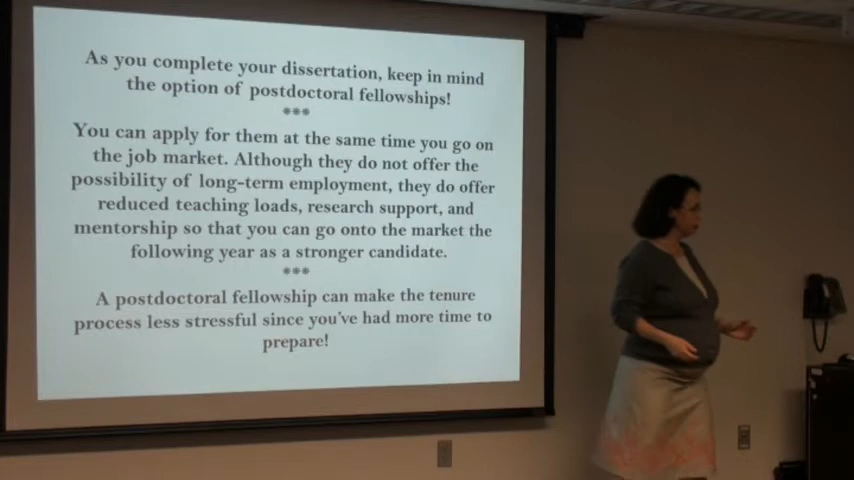 As you complete your dissertation, keep in mind
the option of postdoctoral fellowships!
***
You can apply for them at the same time you go on
the job market. Although they do not offer the
possibility of long-term employment, they do offer
reduced teaching loads, research support, and
mentorship so that you can go onto the market the
following year as a stronger candidate.
***
A postdoctoral fellowship can make the tenure
process less stressful since you've had more time to
prepare!